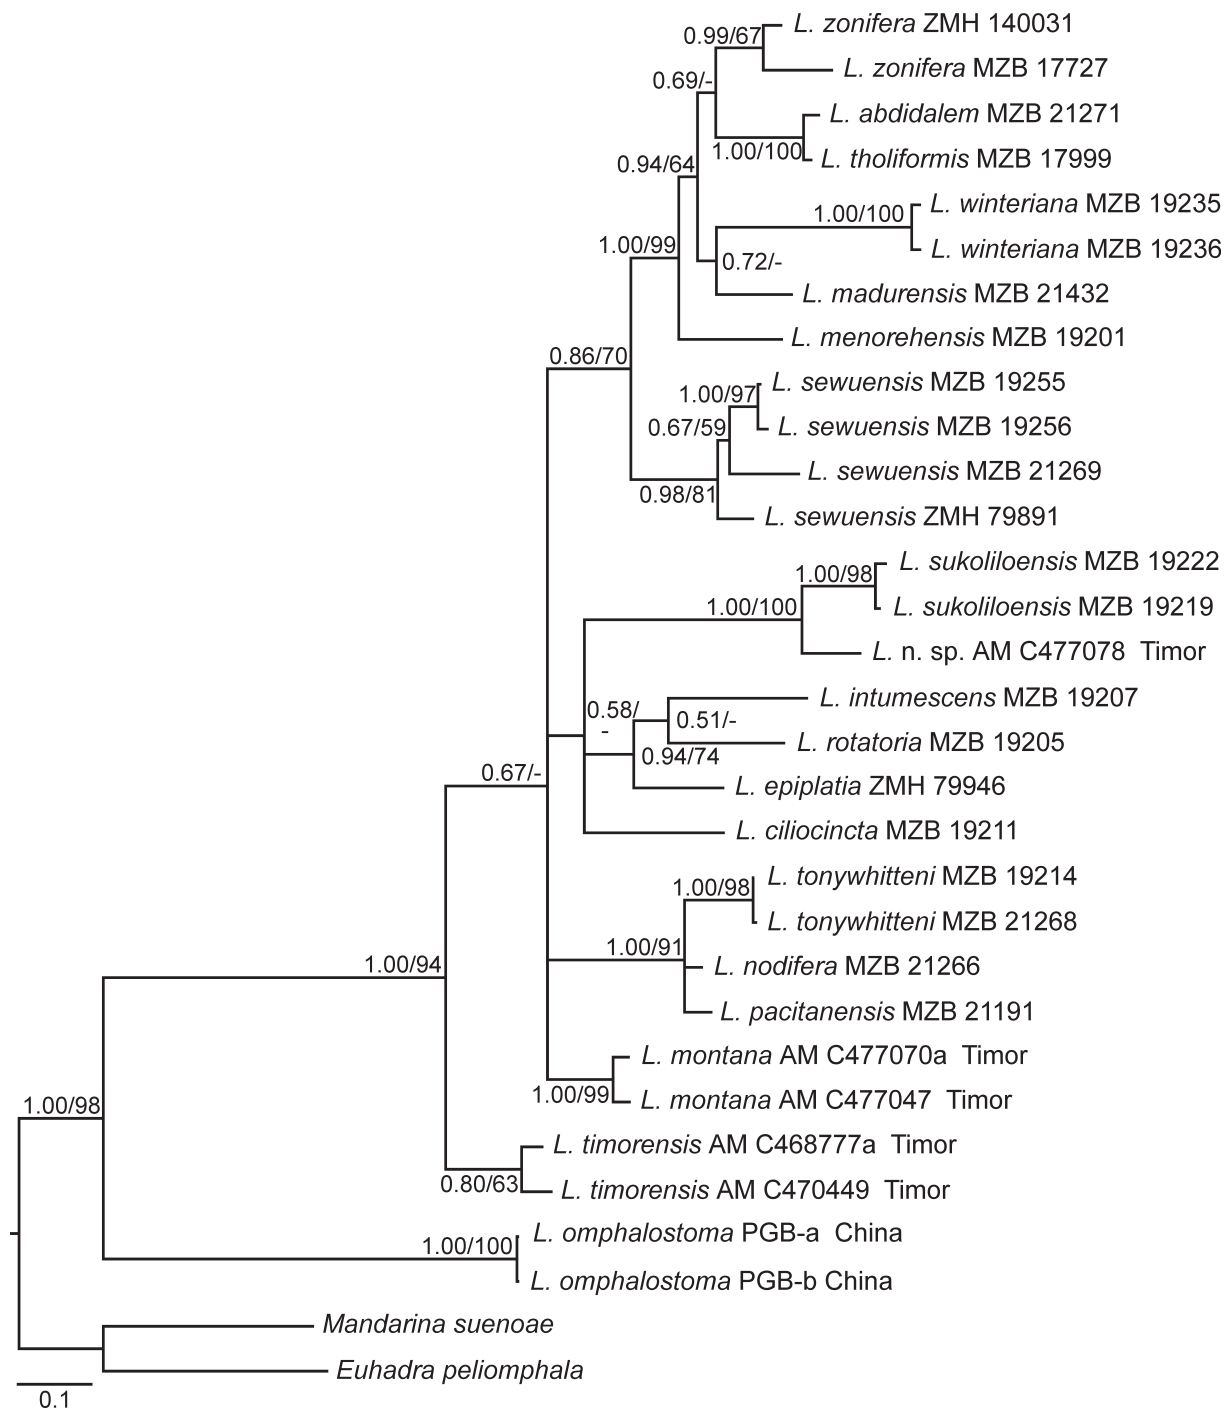 L. zonifera ZMH 140031
0.99/67
L. zonifera MZB 17727
0.69/-
L. abdidalem MZB 21271
1.00/100
L. tholiformis MZB 17999
0.94/64
L. winteriana MZB 19235
1.00/100
L. winteriana MZB 19236
1.00/99
0.72/-
L. madurensis MZB 21432
L. menorehensis MZB 19201
0.86/70
L. sewuensis MZB 19255
1.00/97
L. sewuensis MZB 19256
0.67/59
L. sewuensis MZB 21269
0.98/81
L. sewuensis ZMH 79891
L. sukoliloensis MZB 19222
1.00/98
L. sukoliloensis MZB 19219
1.00/100
L. n. sp. AM C477078 Timor
L. intumescens MZB 19207
0.58/
-
0.51/-
L. rotatoria MZB 19205
0.94/74
0.67/-
L. epiplatia ZMH 79946
L. ciliocincta MZB 19211
L. tonywhitteni MZB 19214
1.00/98
L. tonywhitteni MZB 21268
1.00/91
L. nodifera MZB 21266
1.00/94
L. pacitanensis MZB 21191
L. montana AM C477070a Timor
1.00/99
L. montana AM C477047 Timor
1.00/98
L. timorensis AM C468777a Timor
0.80/63
L. timorensis AM C470449 Timor
L. omphalostoma PGB-a China
1.00/100
L. omphalostoma PGB-b China
Mandarina suenoae
Euhadra peliomphala
0.1